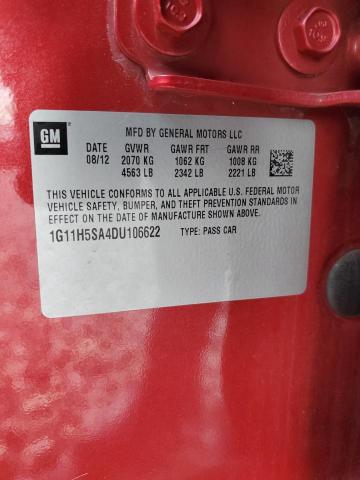 GM
MFD BY GENERAL MOTORS LLC
DATE GVWR GAWR FRT GAWR RR
08/12 2070 KG 1062 KG 1008 KG
4563 LB 2342 LB 2221 LB
THIS VEHICLE CONFORMS TO ALL APPLICABLE U.S. FEDERAL MOTOR
VEHICLE SAFETY, BUMPER, AND THEFT PREVENTION STANDARDS IN
EFFECT ON THE DATE OF MANUFACTURE SHOWN ABOVE.
1G11H5SA4DU106622 TYPE: PASS CAR